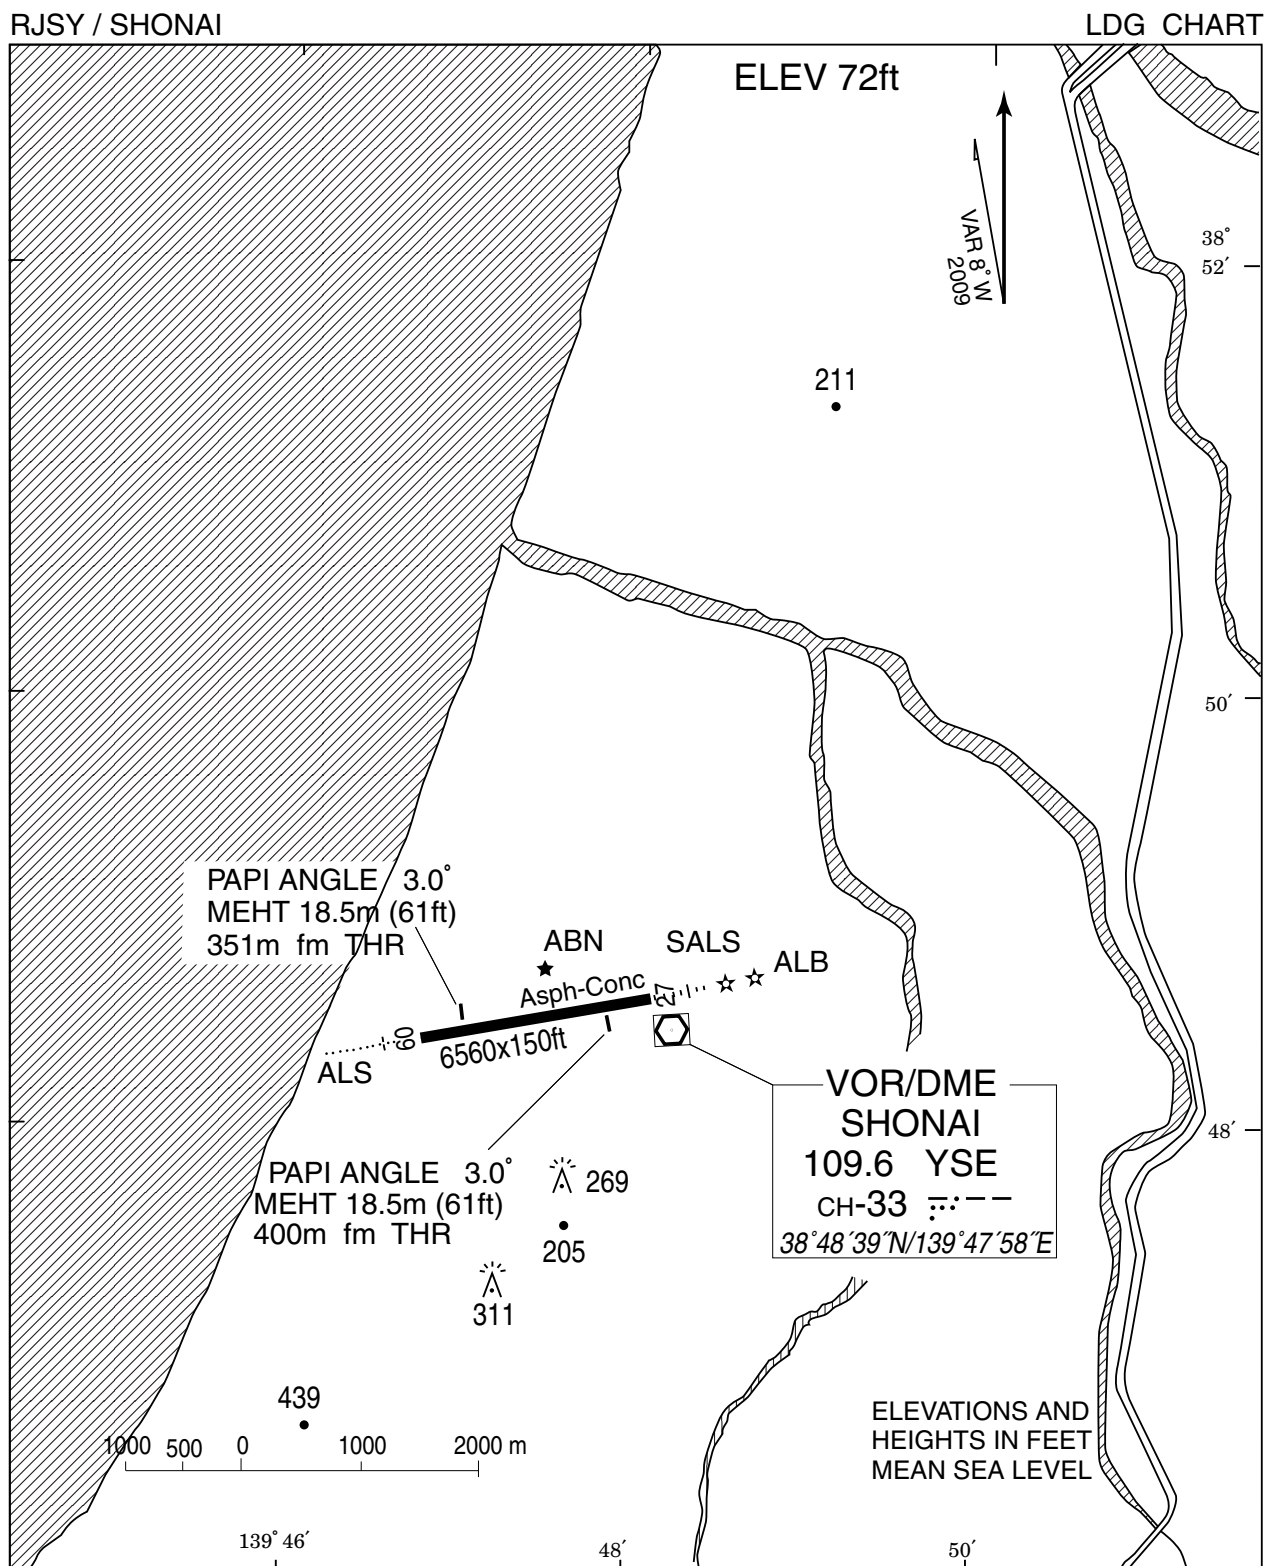 RJSY / SHONAI
LDG CHART
ELEV 72ft
VAR 8°W
2009
38°
52′
211
50′
PAPI ANGLE 3.0°
MEHT 18.5m (61ft)
351m fm THR
ABN
SALS
ALB
Asph-Conc
27
09
6560x150ft
ALS
VOR/DME
SHONAI
109.6 YSE
CH-33
38°48′39″N/139°47′58″E
48′
PAPI ANGLE 3.0°
MEHT 18.5m (61ft)
400m fm THR
269
205
311
439
1000 500 0 1000 2000 m
ELEVATIONS AND
HEIGHTS IN FEET
MEAN SEA LEVEL
139°46′
48′
50′